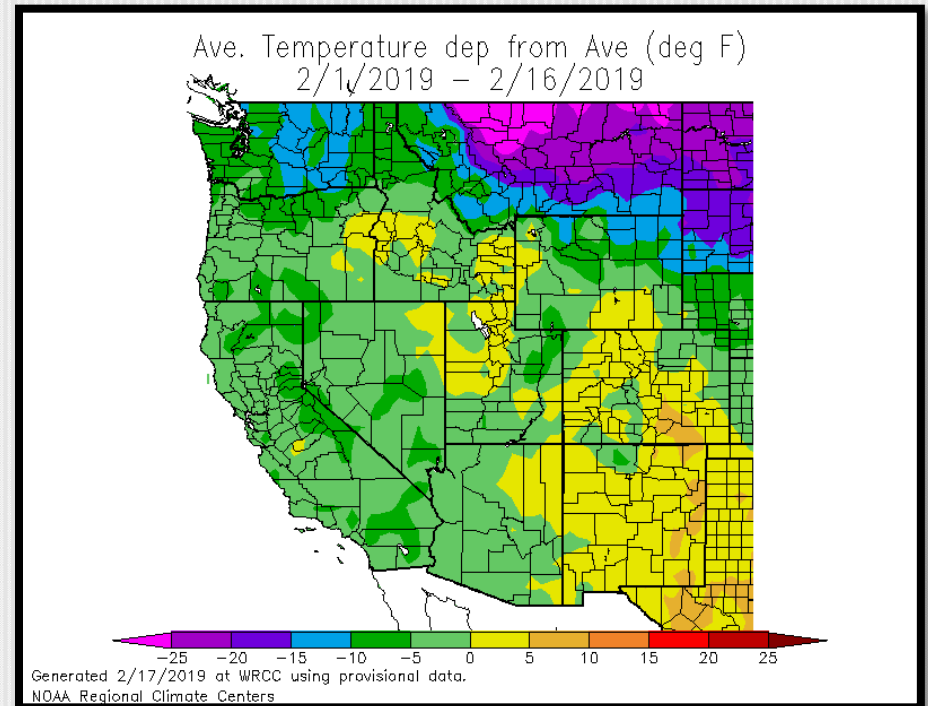 Ave. Temperature dep from Ave (deg F)
2/1/2019 – 2/16/2019
-25 -20 -15 -10 -5 0 5 10 15 20 25
Generated 2/17/2019 at WRCC using provisional data.
NOAA Regional Climate Centers